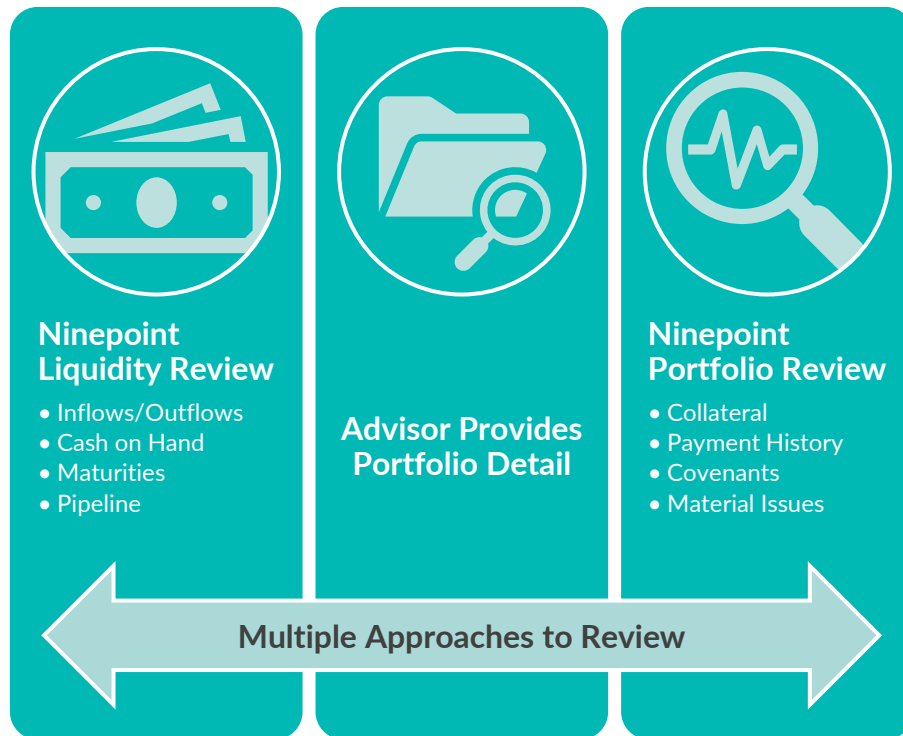 Ninepoint
Liquidity Review
• Inflows/Outflows
• Cash on Hand
• Maturities
• Pipeline
Advisor Provides
Portfolio Detail
Ninepoint
Portfolio Review
• Collateral
• Payment History
• Covenants
• Material Issues
Multiple Approaches to Review